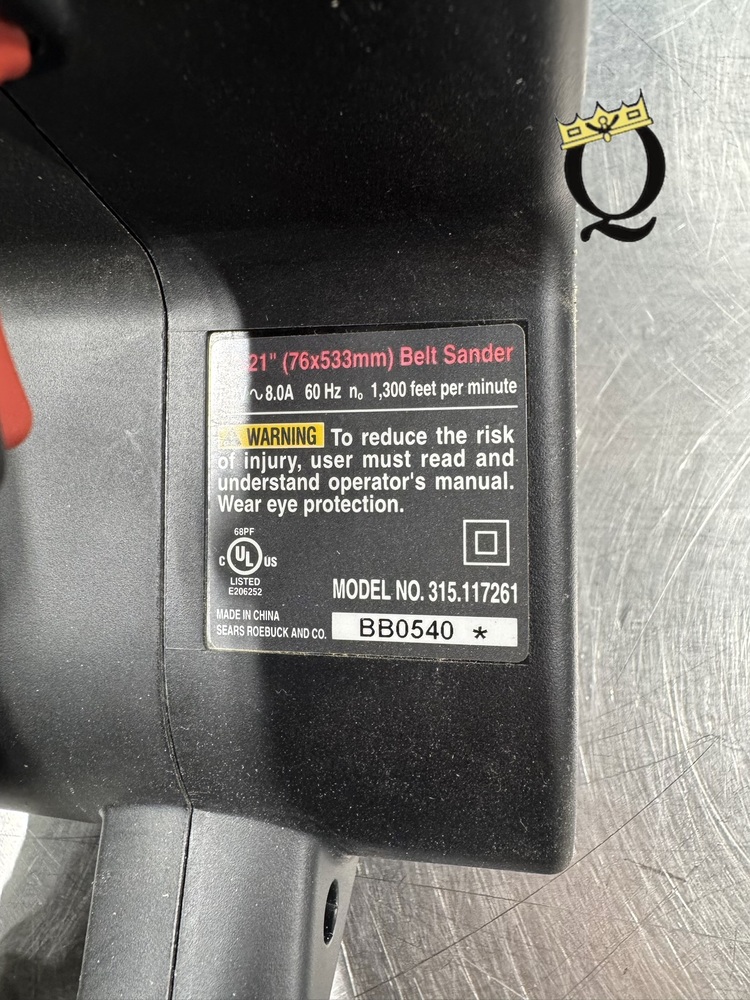 Q
21" (76x533mm) Belt Sander
∿ 8.0A 60 Hz nₒ 1,300 feet per minute
WARNING To reduce the risk
of injury, user must read and
understand operator's manual.
Wear eye protection.
68PF
C UL US
LISTED
E206252
MODEL NO. 315.117261
MADE IN CHINA
SEARS ROEBUCK AND CO.
BB0540 *